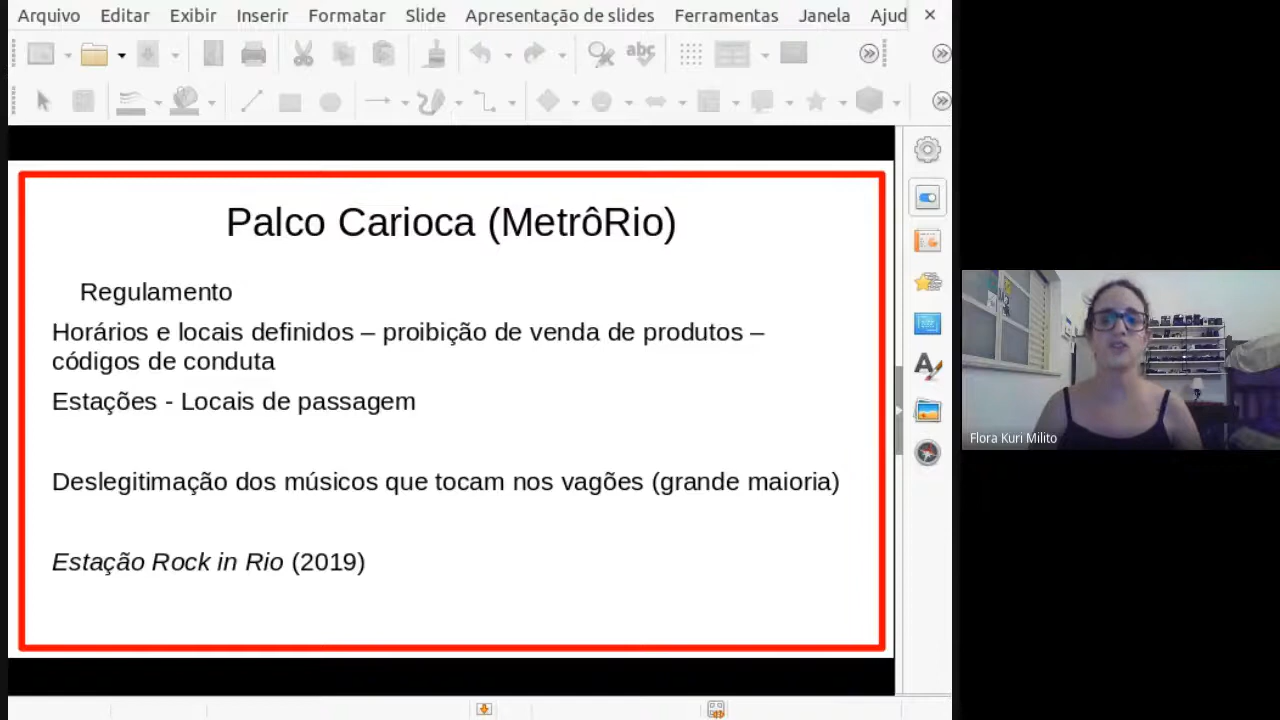 Arquivo Editar Exibir Inserir Formatar Slide Apresentação de slides Ferramentas Janela Ajud
abc
Palco Carioca (MetrôRio)
Regulamento
Horários e locais definidos – proibição de venda de produtos –
códigos de conduta
Estações - Locais de passagem
Deslegitimação dos músicos que tocam nos vagões (grande maioria)
Estação Rock in Rio (2019)
Flora Kuri Milito